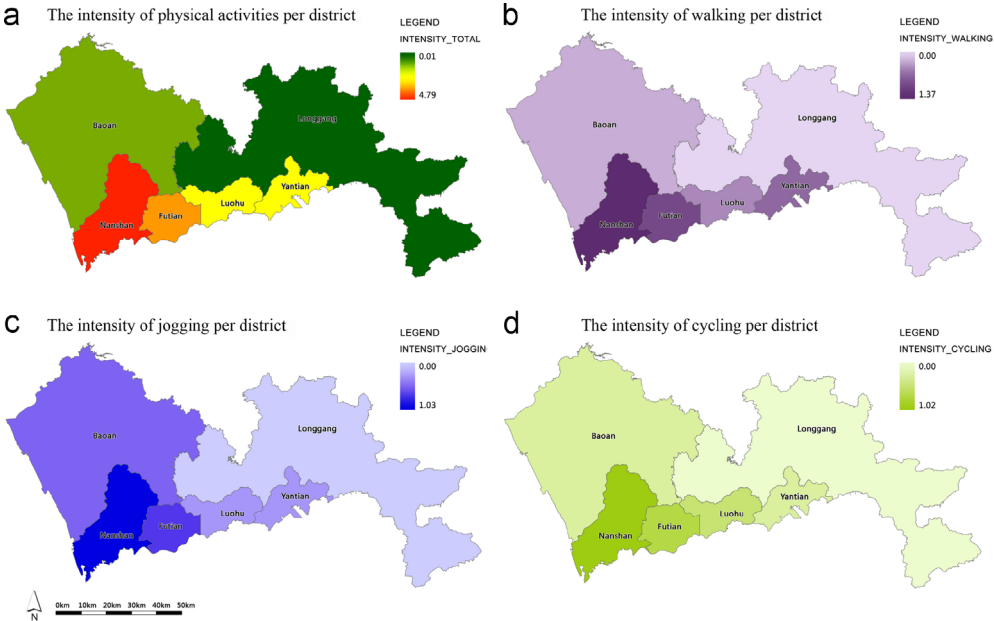 a
The intensity of physical activities per district
LEGEND
INTENSITY_TOTAL
0.01
4.79
Baoan
Longgang
Nanshan
Futian
Luohu
Yantian
b
The intensity of walking per district
LEGEND
INTENSITY_WALKING
0.00
1.37
Baoan
Longgang
Nanshan
Futian
Luohu
Yantian
c
The intensity of jogging per district
LEGEND
INTENSITY_JOGGIN
0.00
1.03
Baoan
Longgang
Nanshan
Futian
Luohu
Yantian
N
0km 10km 20km 30km 40km 50km
d
The intensity of cycling per district
LEGEND
INTENSITY_CYCLING
0.00
1.02
Baoan
Longgang
Nanshan
Futian
Luohu
Yantian